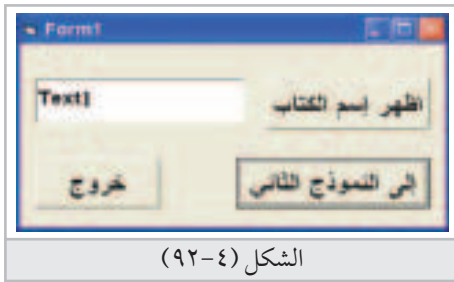 Form1
اظهر إسم الكتاب
Text1
إلى النموذج الثاني
خروج
الشكل (٤-٩٢)